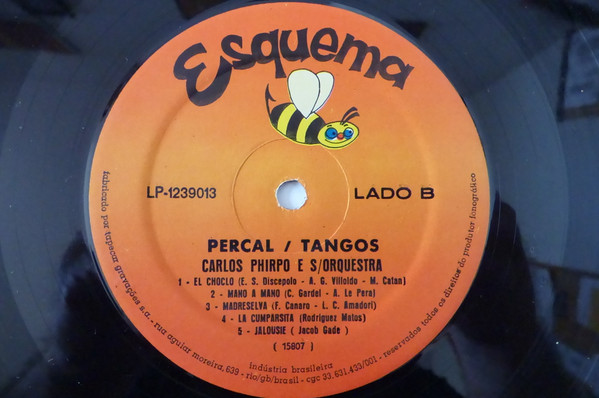 Esquema
LP-1239013
LADO B
PERCAL / TANGOS
CARLOS PHIRPO E S/ORQUESTRA
1 - EL CHOCLO (E. S. Discepolo - A. G. Villoldo - M. Catan)
2 - MANO A MANO (C. Gardel - A. Le Pera)
3 - MADRESELVA (F. Canaro - L. C. Amadori)
4 - LA CUMPARSITA (Rodriguez Matos)
5 - JALOUSIE ( Jacob Gade )
( 15607 )
indústria brasileira
fabricado por tapecar gravações s.a. - rua aguiar moreira, 639 - rio/gb/brasil - cgc 33.631.433/001 - reservados todos os direitos do produtor fonográfico